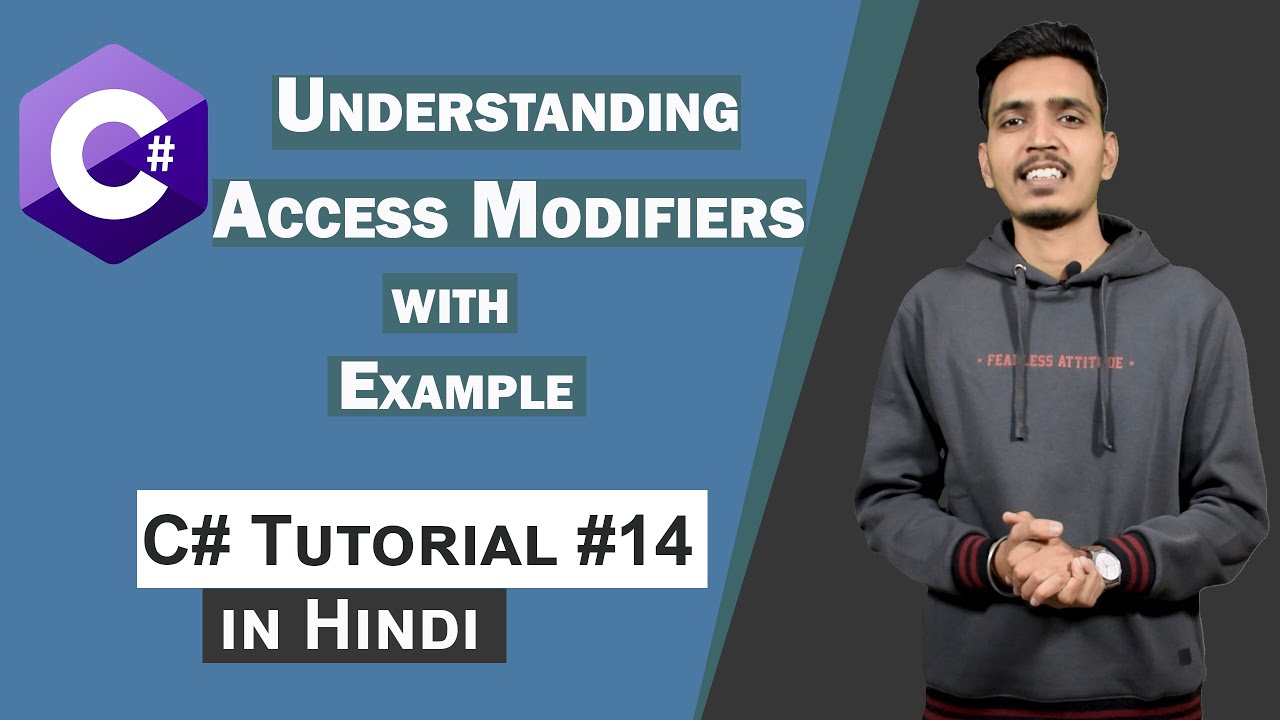 C#
Understanding
Access Modifiers
with
Example
C# Tutorial #14
in Hindi
• FEARLESS ATTITUDE •